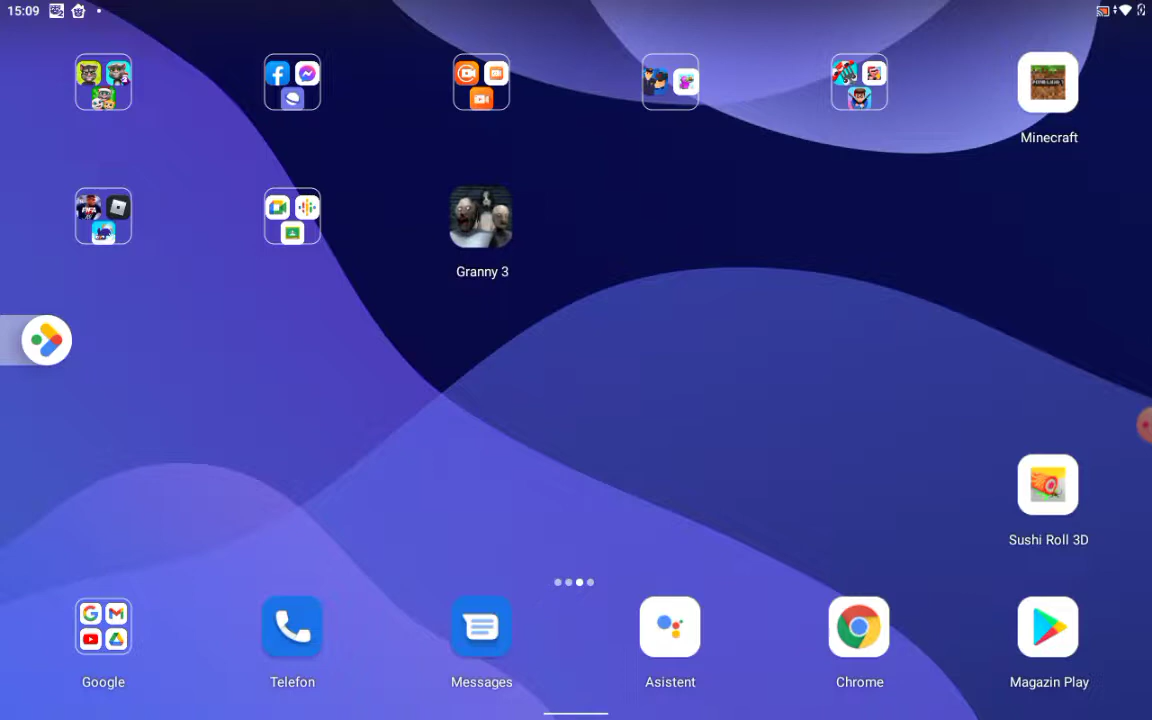 15:09
Minecraft
Granny 3
Sushi Roll 3D
Google
Telefon
Messages
Asistent
Chrome
Magazin Play